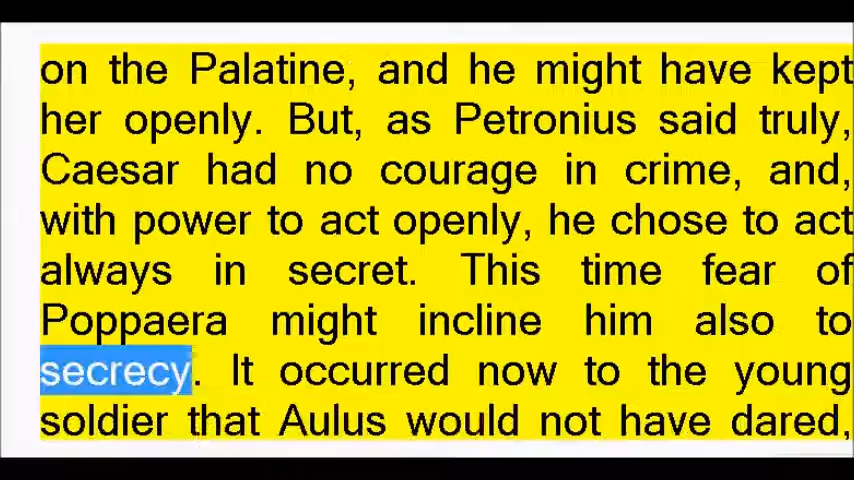 on the Palatine, and he might have kept
her openly. But, as Petronius said truly,
Caesar had no courage in crime, and,
with power to act openly, he chose to act
always in secret. This time fear of
Poppaera might incline him also to
secrecy. It occurred now to the young
soldier that Aulus would not have dared,